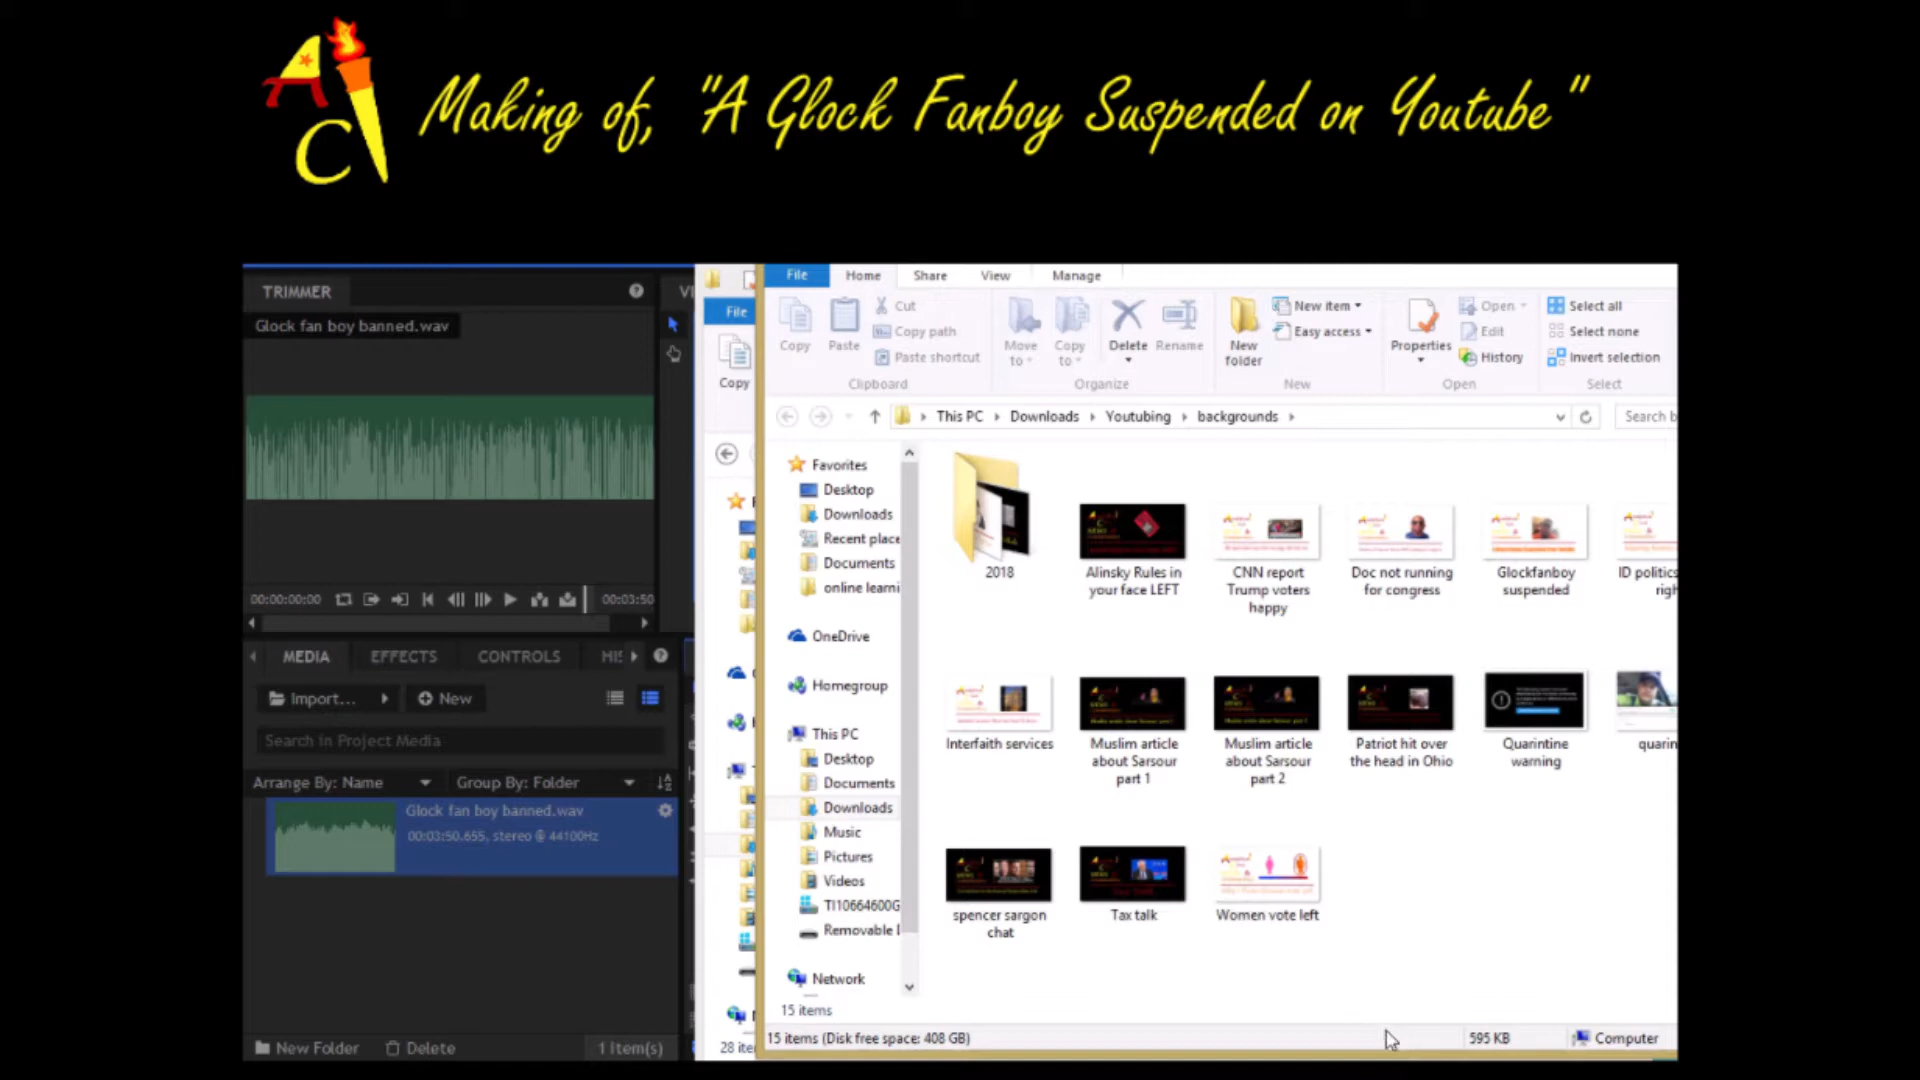 A
C
Making of, "A Glock Fanboy Suspended on Youtube"
TRIMMER
Glock fan boy banned.wav
00:00:00:00
00:03:50
MEDIA EFFECTS CONTROLS
Import... New
Search in Project Media
Arrange By: Name Group By: Folder
Glock fan boy banned.wav
00:03:50.655, stereo @ 44100Hz
New Folder Delete 1 Item(s)
File
Copy
File Home Share View Manage
Copy
Paste
Cut
Copy path
Paste shortcut
Clipboard
Move to
Copy to
Delete
Rename
Organize
New folder
New item
Easy access
New
Properties
Open
Edit
History
Open
Select all
Select none
Invert selection
Select
This PC Downloads Youtubing backgrounds
Search
Favorites
Desktop
Downloads
Recent place
Documents
online learni
OneDrive
Homegroup
This PC
Desktop
Documents
Downloads
Music
Pictures
Videos
TI10664600G
Removable
Network
2018
Alinsky Rules in
your face LEFT
CNN report
Trump voters
happy
Doc not running
for congress
Glockfanboy
suspended
ID politics
Interfaith services
Muslim article
about Sarsour
part 1
Muslim article
about Sarsour
part 2
Patriot hit over
the head in Ohio
Quarintine
warning
quarin
spencer sargon
chat
Tax talk
Women vote left
15 items
15 items (Disk free space: 408 GB)
595 KB
Computer